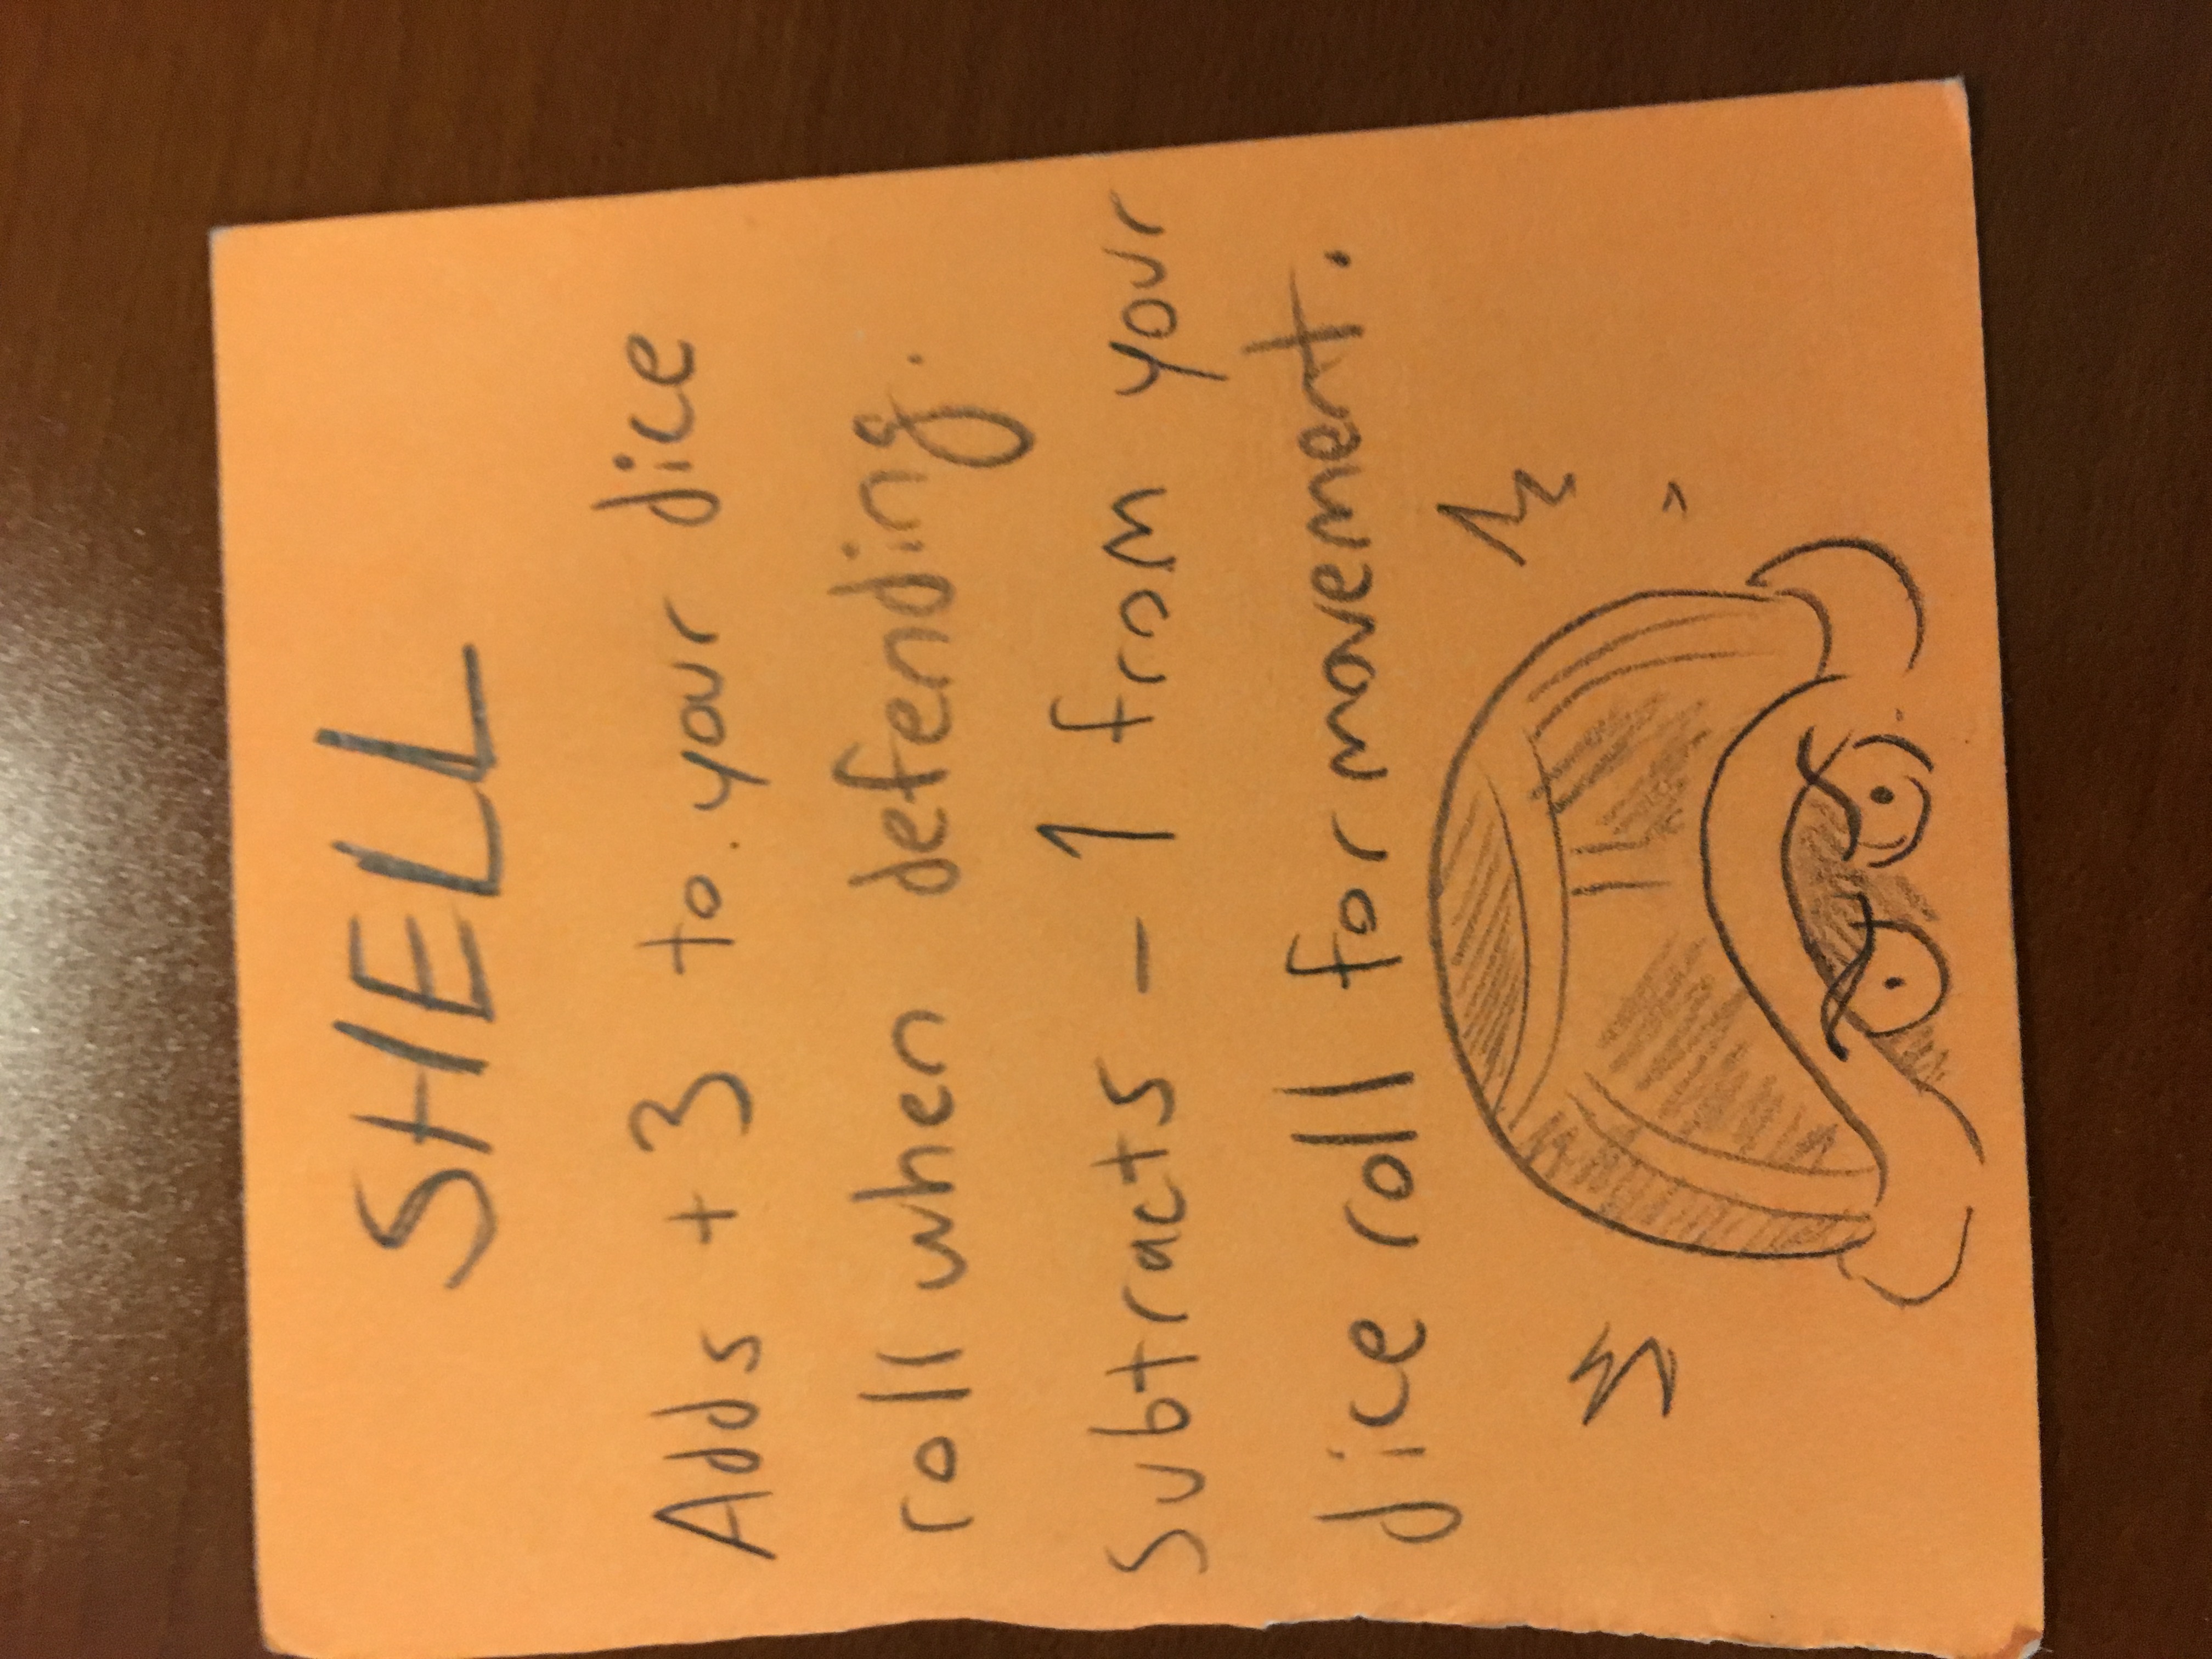 SHELL
Adds +3 to your dice
roll when defending.
Subtracts -1 from your
dice roll for movement.